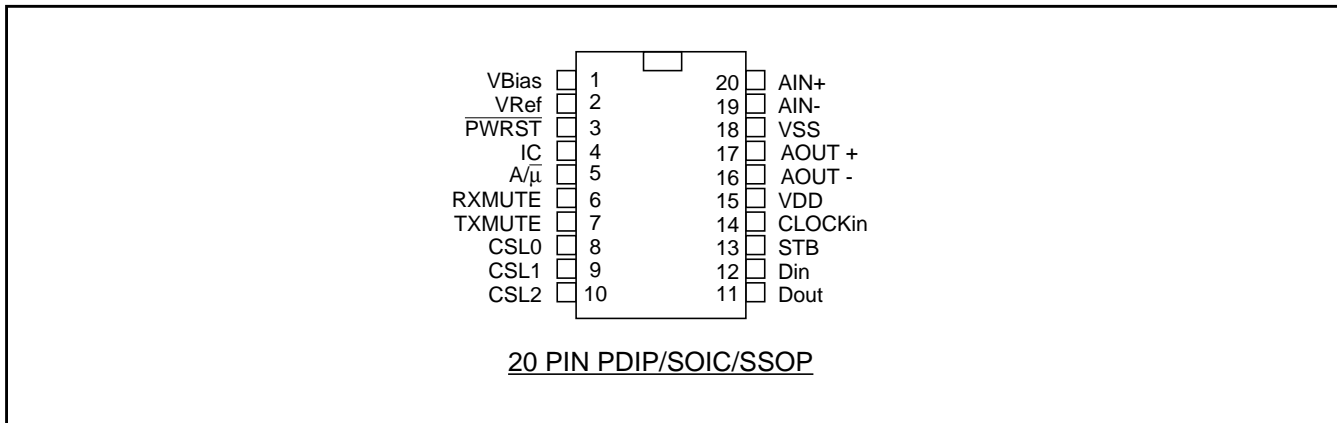 VBias 1 20 AIN+
VRef 2 19 AIN-
P̅W̅R̅S̅T̅ 3 18 VSS
IC 4 17 AOUT +
A/μ̅ 5 16 AOUT -
RXMUTE 6 15 VDD
TXMUTE 7 14 CLOCKin
CSL0 8 13 STB
CSL1 9 12 Din
CSL2 10 11 Dout
20 PIN PDIP/SOIC/SSOP